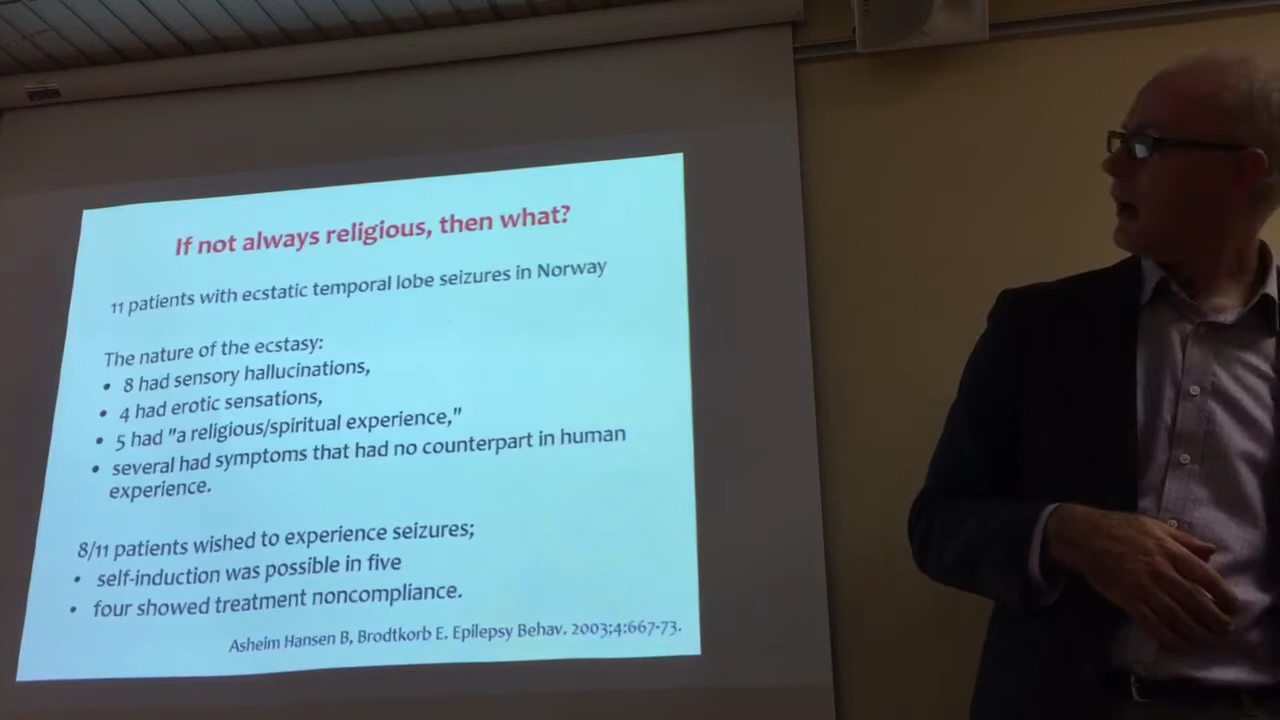 If not always religious, then what?
11 patients with ecstatic temporal lobe seizures in Norway
The nature of the ecstasy:
• 8 had sensory hallucinations,
• 4 had erotic sensations,
• 5 had "a religious/spiritual experience,"
• several had symptoms that had no counterpart in human
experience.
8/11 patients wished to experience seizures;
• self-induction was possible in five
• four showed treatment noncompliance.
Asheim Hansen B, Brodtkorb E. Epilepsy Behav. 2003;4:667-73.